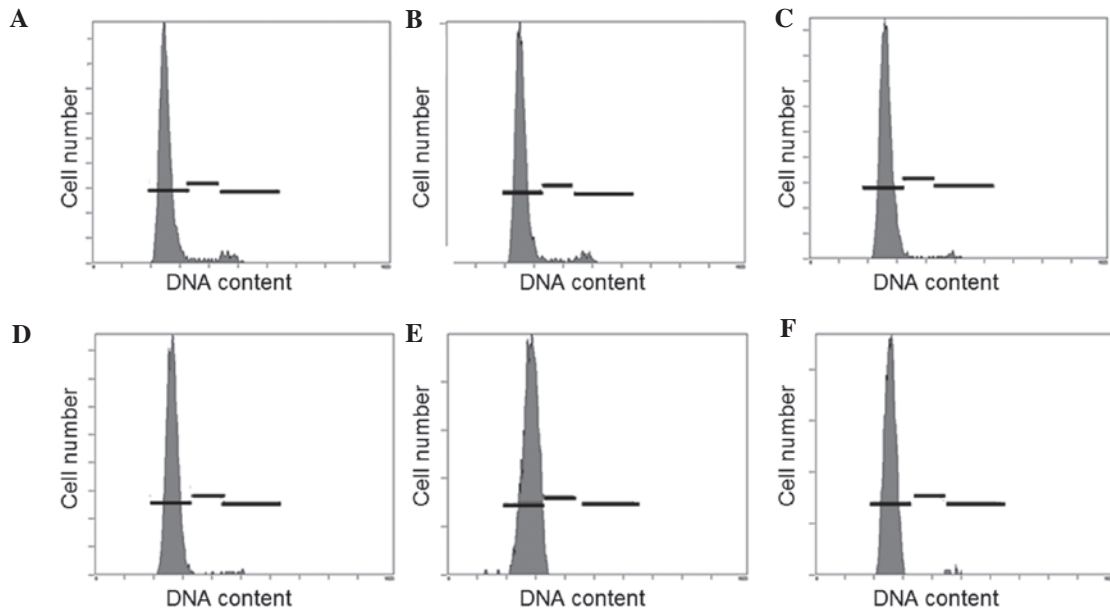 A
B
C
Cell number
Cell number
Cell number
DNA content
DNA content
DNA content
D
E
F
Cell number
Cell number
Cell number
DNA content
DNA content
DNA content